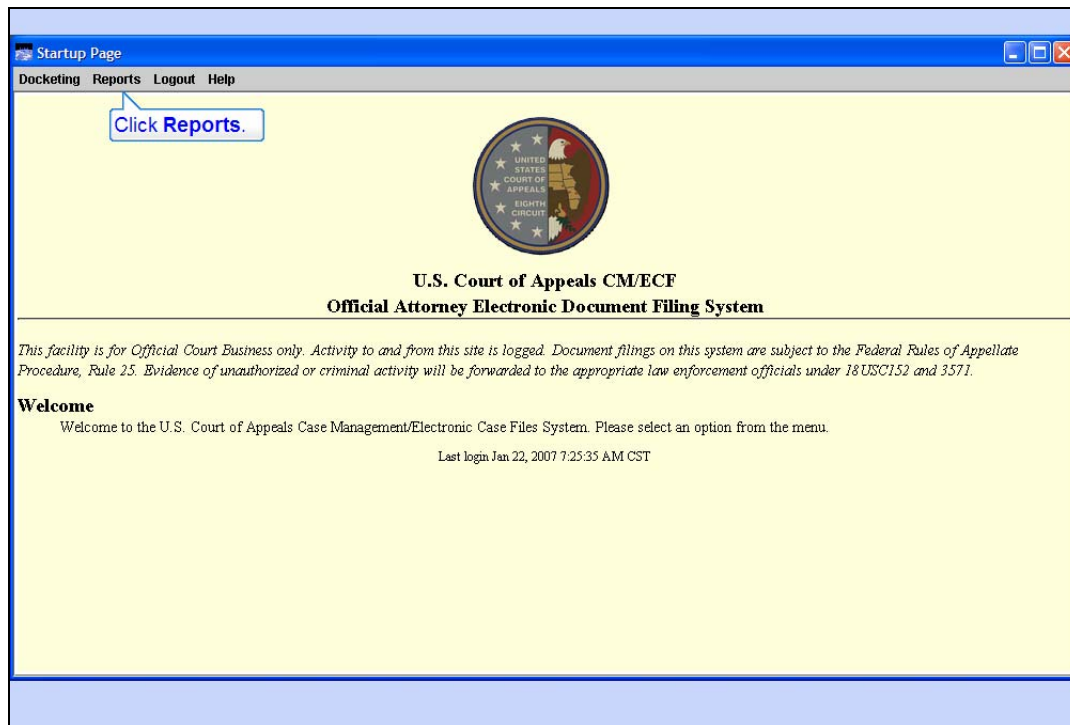 Startup Page
Docketing Reports Logout Help
Click Reports.
UNITED
STATES
COURT OF
APPEALS
EIGHTH
CIRCUIT
U.S. Court of Appeals CM/ECF
Official Attorney Electronic Document Filing System
This facility is for Official Court Business only. Activity to and from this site is logged. Document filings on this system are subject to the Federal Rules of Appellate
Procedure, Rule 25. Evidence of unauthorized or criminal activity will be forwarded to the appropriate law enforcement officials under 18USC152 and 3571.
Welcome
Welcome to the U.S. Court of Appeals Case Management/Electronic Case Files System. Please select an option from the menu.
Last login Jan 22, 2007 7:25:35 AM CST